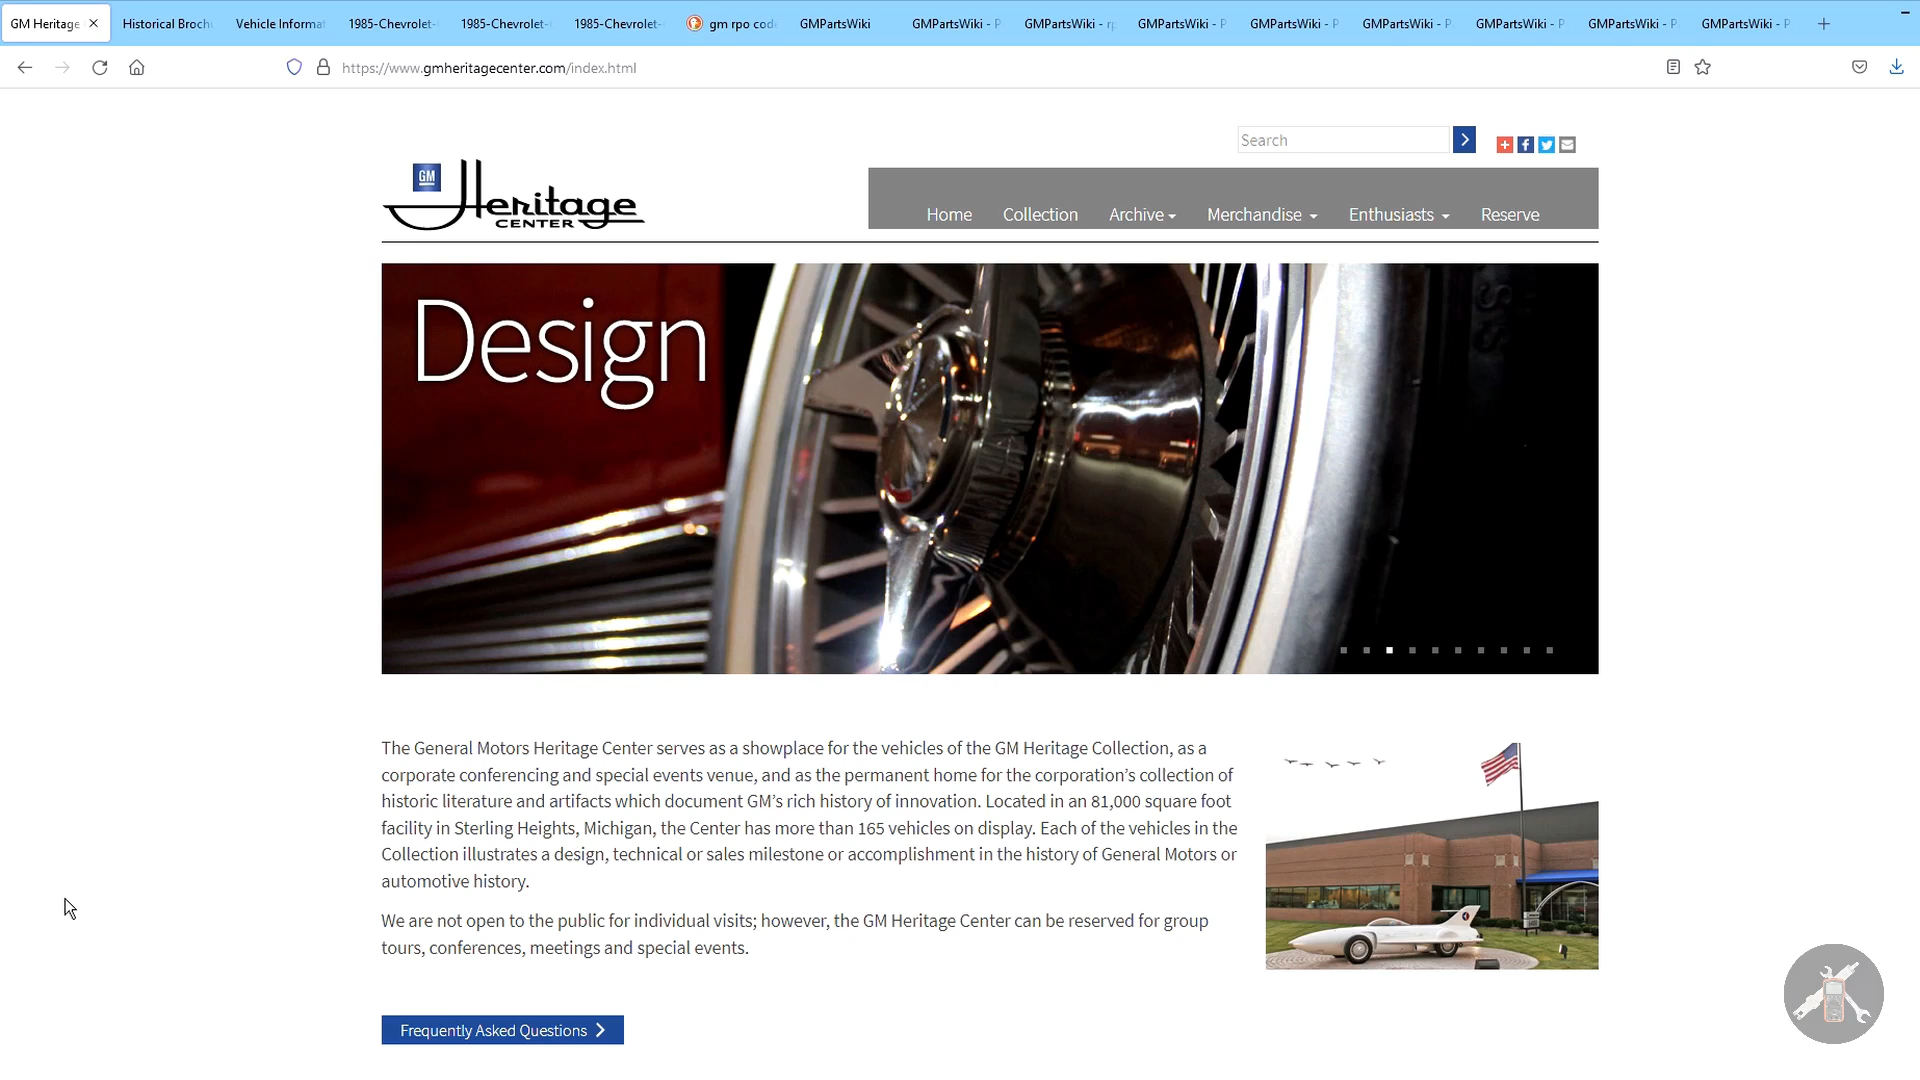 GM Heritage
Historical Broch
Vehicle Informat
1985-Chevrolet-
1985-Chevrolet-
1985-Chevrolet-
gm rpo code
GMPartsWiki
GMPartsWiki - P
GMPartsWiki - rp
GMPartsWiki - P
GMPartsWiki - P
GMPartsWiki - P
GMPartsWiki - P
GMPartsWiki - P
GMPartsWiki - P
https://www.gmheritagecenter.com/index.html
Search
GM
Heritage
CENTER
Home Collection Archive Merchandise Enthusiasts Reserve
Design
The General Motors Heritage Center serves as a showplace for the vehicles of the GM Heritage Collection, as a
corporate conferencing and special events venue, and as the permanent home for the corporation’s collection of
historic literature and artifacts which document GM’s rich history of innovation. Located in an 81,000 square foot
facility in Sterling Heights, Michigan, the Center has more than 165 vehicles on display. Each of the vehicles in the
Collection illustrates a design, technical or sales milestone or accomplishment in the history of General Motors or
automotive history.
We are not open to the public for individual visits; however, the GM Heritage Center can be reserved for group
tours, conferences, meetings and special events.
Frequently Asked Questions